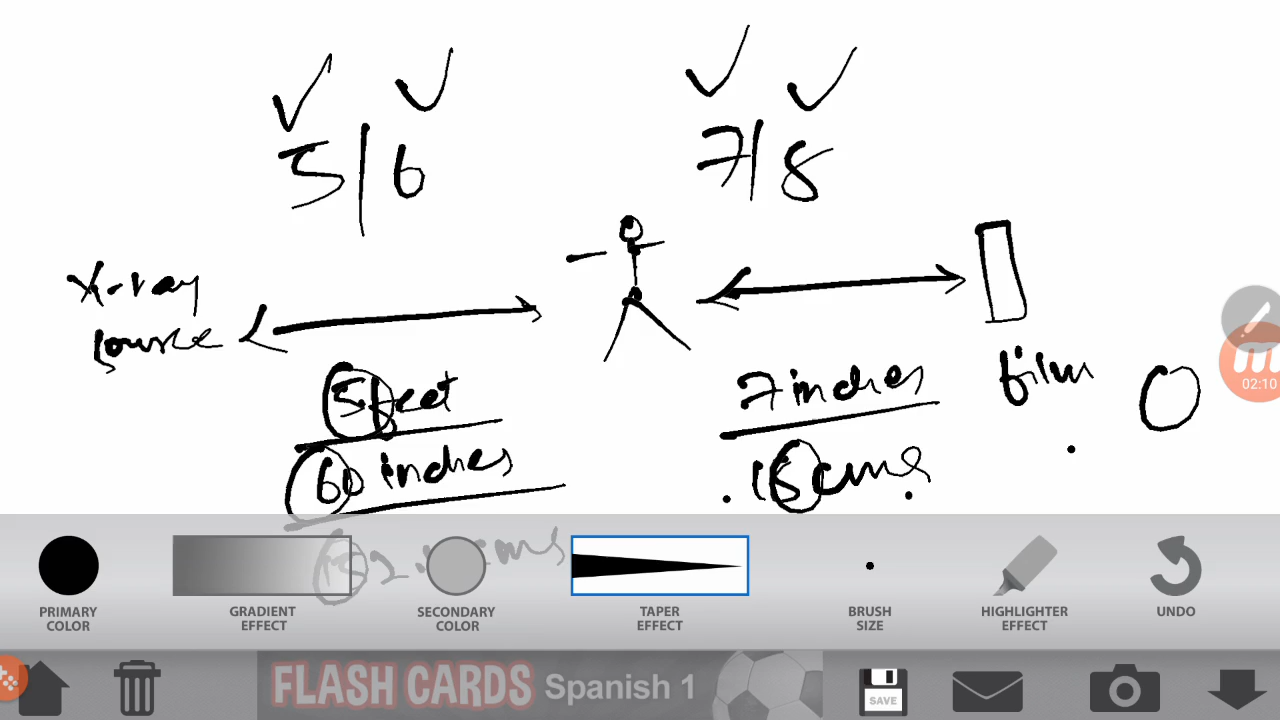 5|6
7|8
X-ray
source
5 feet
60 inches
7 inches
18 cms
film
02:10
PRIMARY
COLOR
GRADIENT
EFFECT
SECONDARY
COLOR
TAPER
EFFECT
BRUSH
SIZE
HIGHLIGHTER
EFFECT
UNDO
FLASH CARDS Spanish 1
SAVE